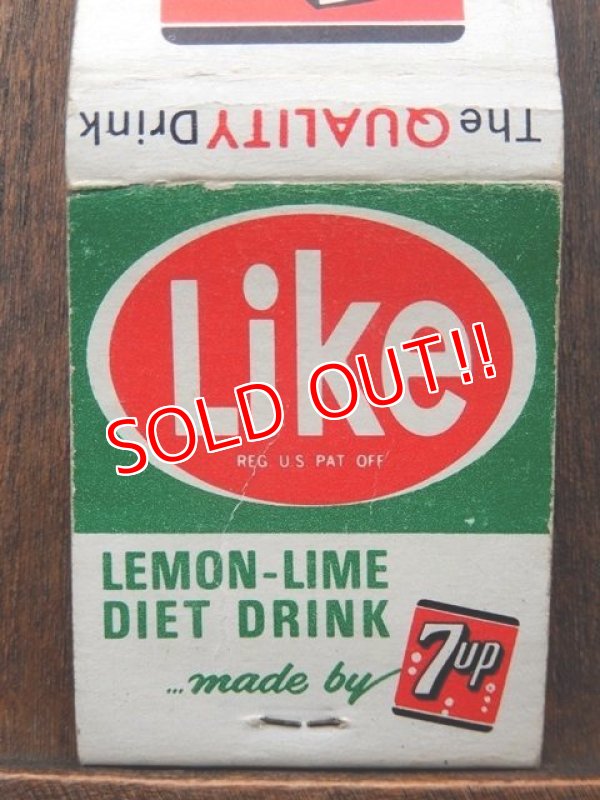 The QUALITY Drink
Like
SOLD OUT!!
REG. U.S. PAT. OFF
LEMON-LIME
DIET DRINK
...made by
7up